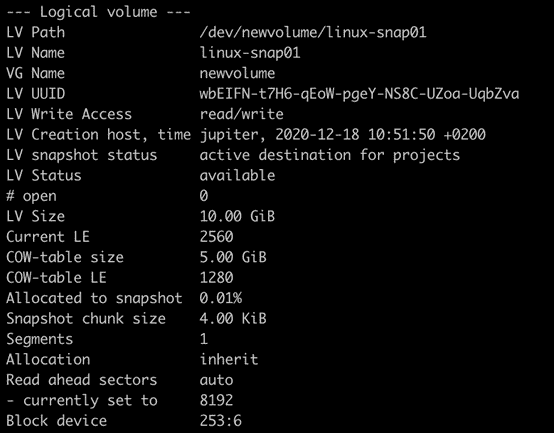 --- Logical volume ---
LV Path                /dev/newvolume/linux-snap01
LV Name                linux-snap01
VG Name                newvolume
LV UUID                wbEIFN-t7H6-qEoW-pgeY-NS8C-UZoa-UqbZva
LV Write Access        read/write
LV Creation host, time jupiter, 2020-12-18 10:51:50 +0200
LV snapshot status     active destination for projects
LV Status              available
# open                 0
LV Size                10.00 GiB
Current LE             2560
COW-table size         5.00 GiB
COW-table LE           1280
Allocated to snapshot  0.01%
Snapshot chunk size    4.00 KiB
Segments               1
Allocation             inherit
Read ahead sectors     auto
- currently set to     8192
Block device           253:6